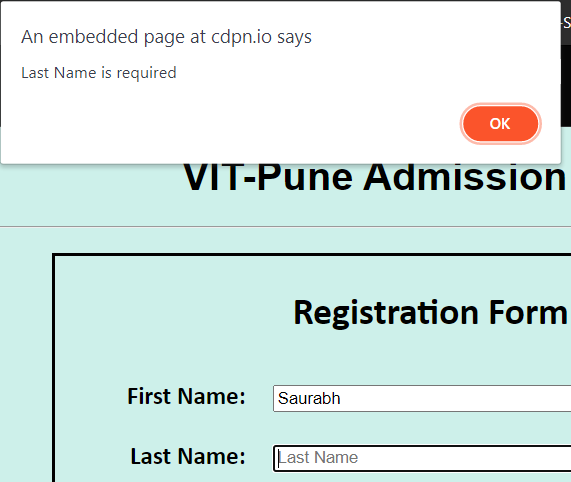 An embedded page at cdpn.io says
Last Name is required
OK
VIT-Pune Admission
Registration Form
First Name: Saurabh
Last Name: Last Name